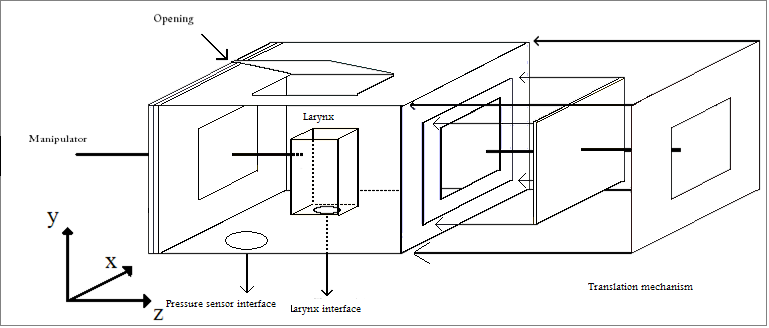 Opening
Larynx
Manipulator
y
x
z
Pressure sensor interface
larynx interface
Translation mechanism